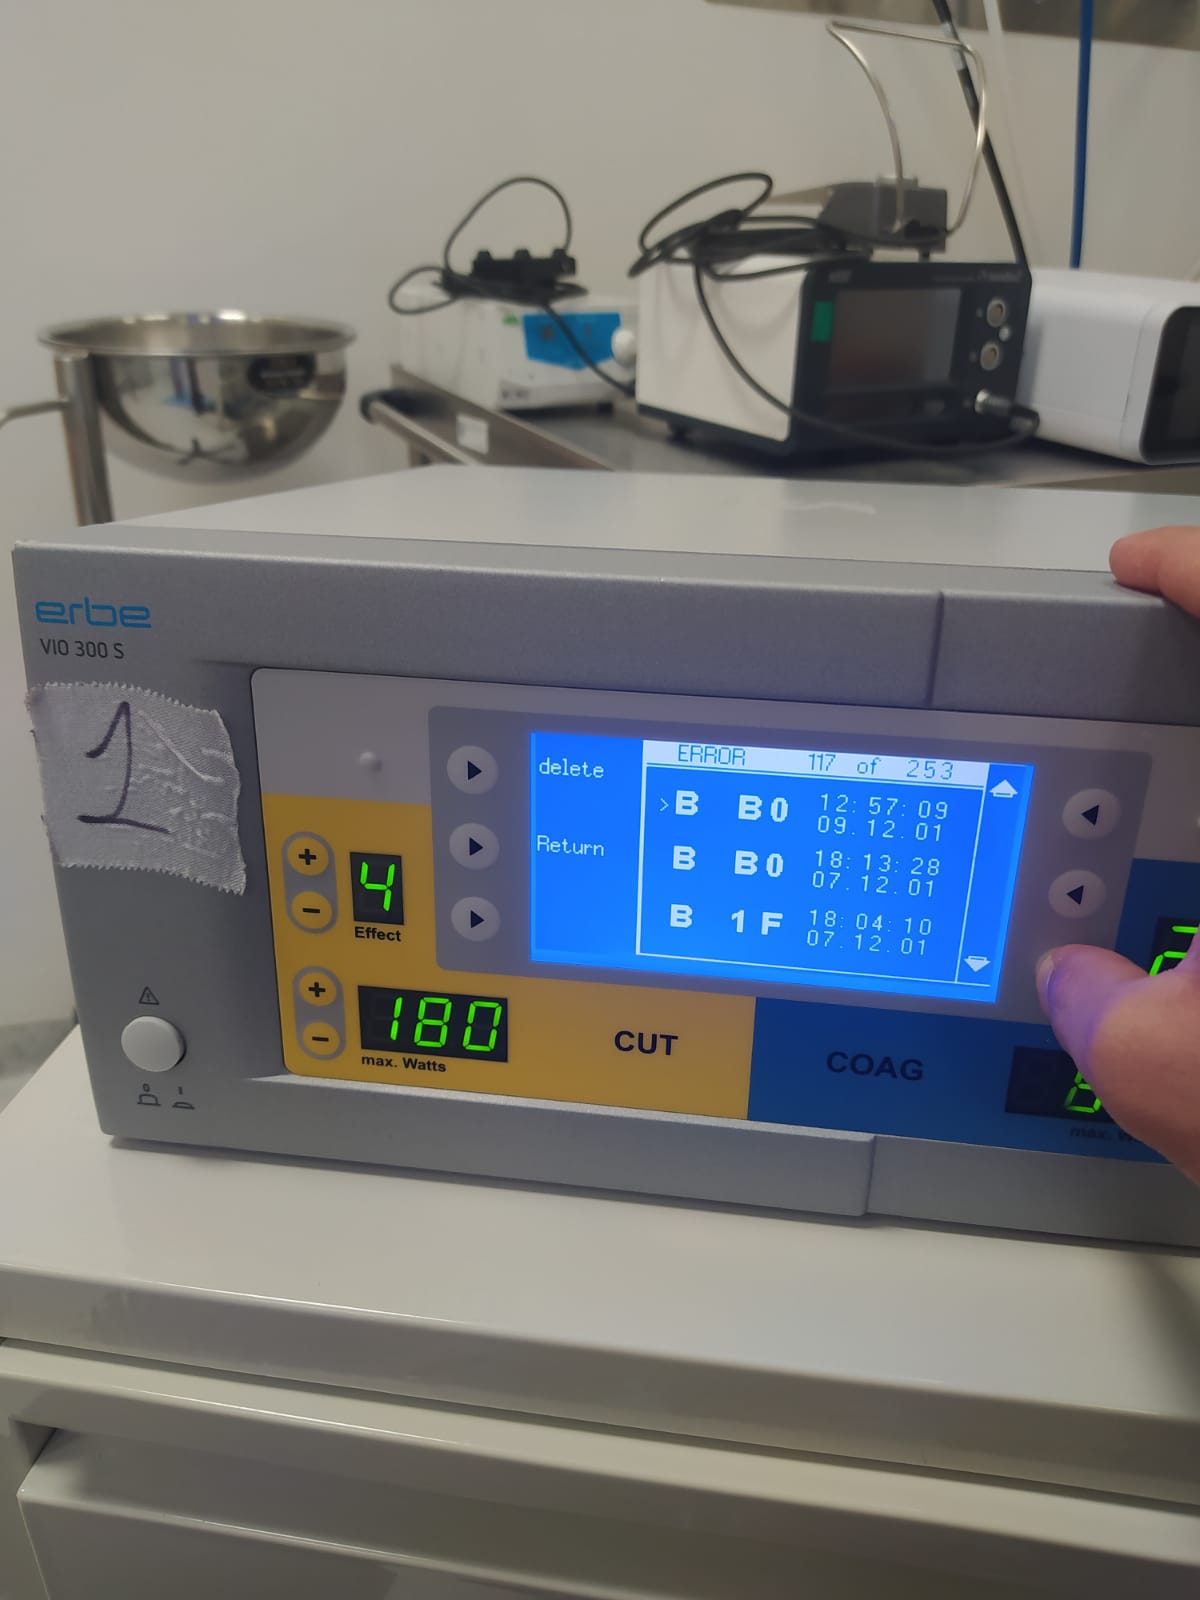 erbe
VIO 300 S
1
delete
Return
ERROR 117 of 253
>B B0 12:57:09
09.12.01
B B0 18:13:28
07.12.01
B 1F 18:04:10
07.12.01
+
4
−
Effect
+
180
−
max. Watts
CUT
COAG
max.
0 I